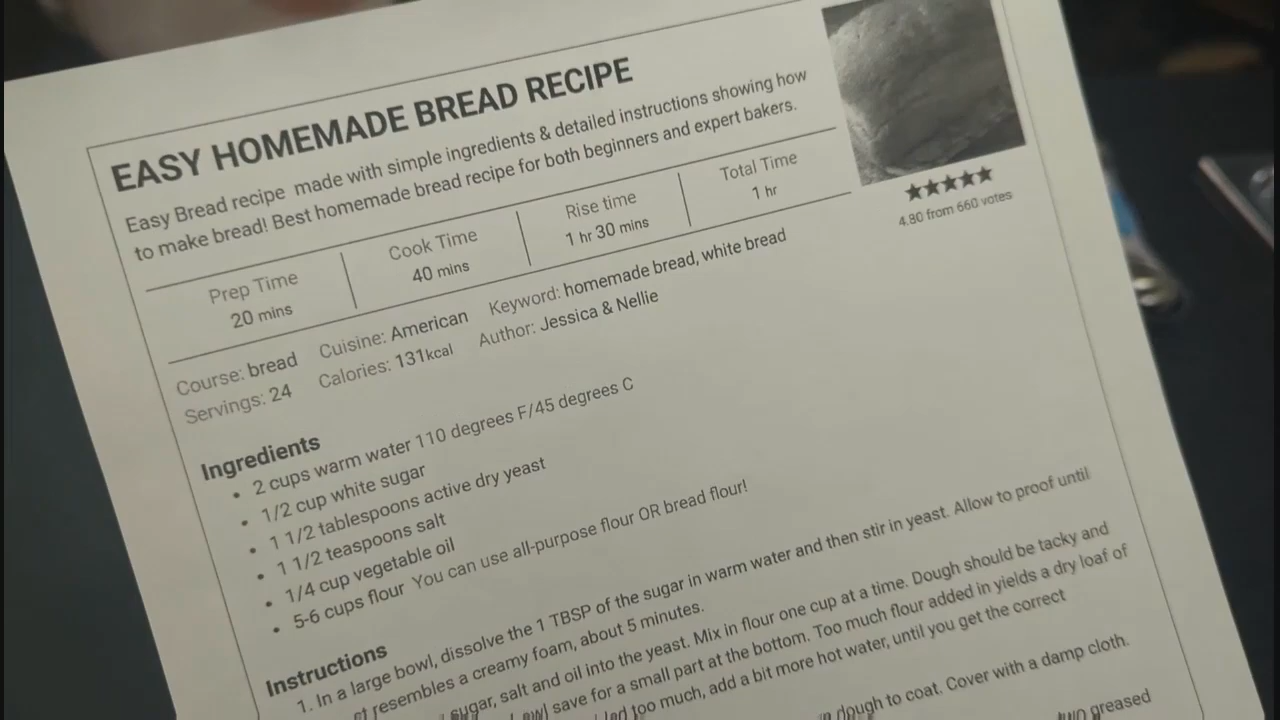 EASY HOMEMADE BREAD RECIPE
Easy Bread recipe made with simple ingredients & detailed instructions showing how
to make bread! Best homemade bread recipe for both beginners and expert bakers.
Prep Time
20 mins
Cook Time
40 mins
Rise time
1 hr 30 mins
Total Time
1 hr
★★★★★
4.80 from 660 votes
Course: bread Cuisine: American Keyword: homemade bread, white bread
Servings: 24 Calories: 131kcal Author: Jessica & Nellie
Ingredients
• 2 cups warm water 110 degrees F/45 degrees C
• 1/2 cup white sugar
• 1 1/2 tablespoons active dry yeast
• 1 1/2 teaspoons salt
• 1/4 cup vegetable oil
• 5-6 cups flour You can use all-purpose flour OR bread flour!
Instructions
1. In a large bowl, dissolve the 1 TBSP of the sugar in warm water and then stir in yeast. Allow to proof until
resembles a creamy foam, about 5 minutes.
sugar, salt and oil into the yeast. Mix in flour one cup at a time. Dough should be tacky and
save for a small part at the bottom. Too much flour added in yields a dry loaf of
too much, add a bit more hot water, until you get the correct
dough to coat. Cover with a damp cloth.
greased